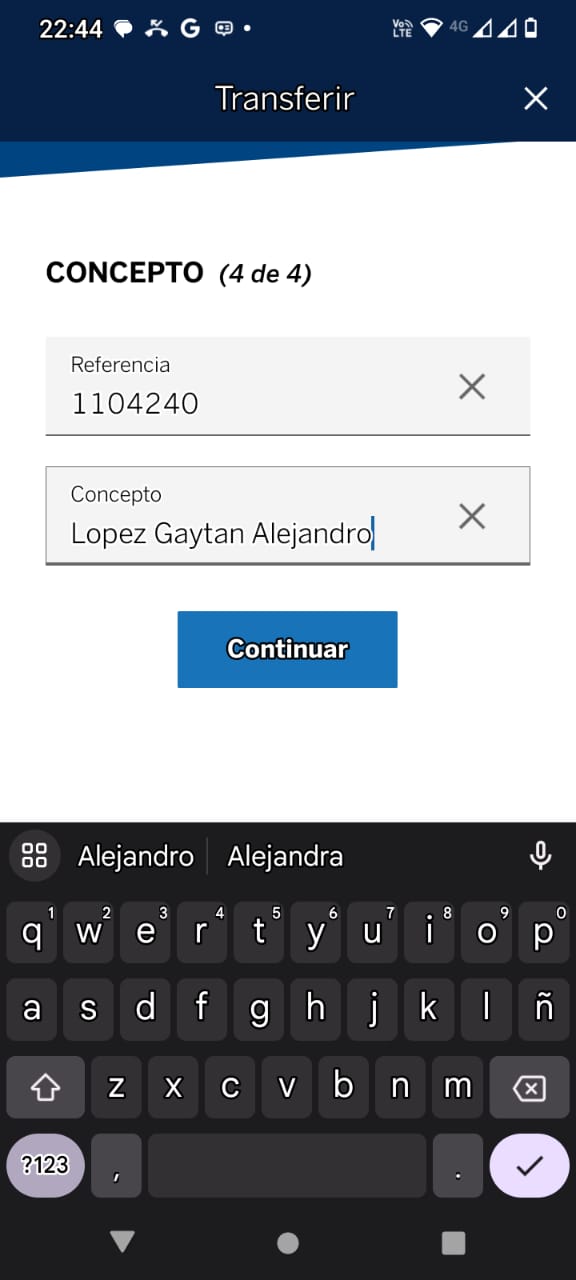 22:44 G Vo)) LTE 4G
Transferir
CONCEPTO (4 de 4)
Referencia
1104240
Concepto
Lopez Gaytan Alejandro
Continuar
Alejandro Alejandra
q1 w2 e3 r4 t5 y6 u7 i8 o9 p0
a s d f g h j k l ñ
z x c v b n m
?123 , .